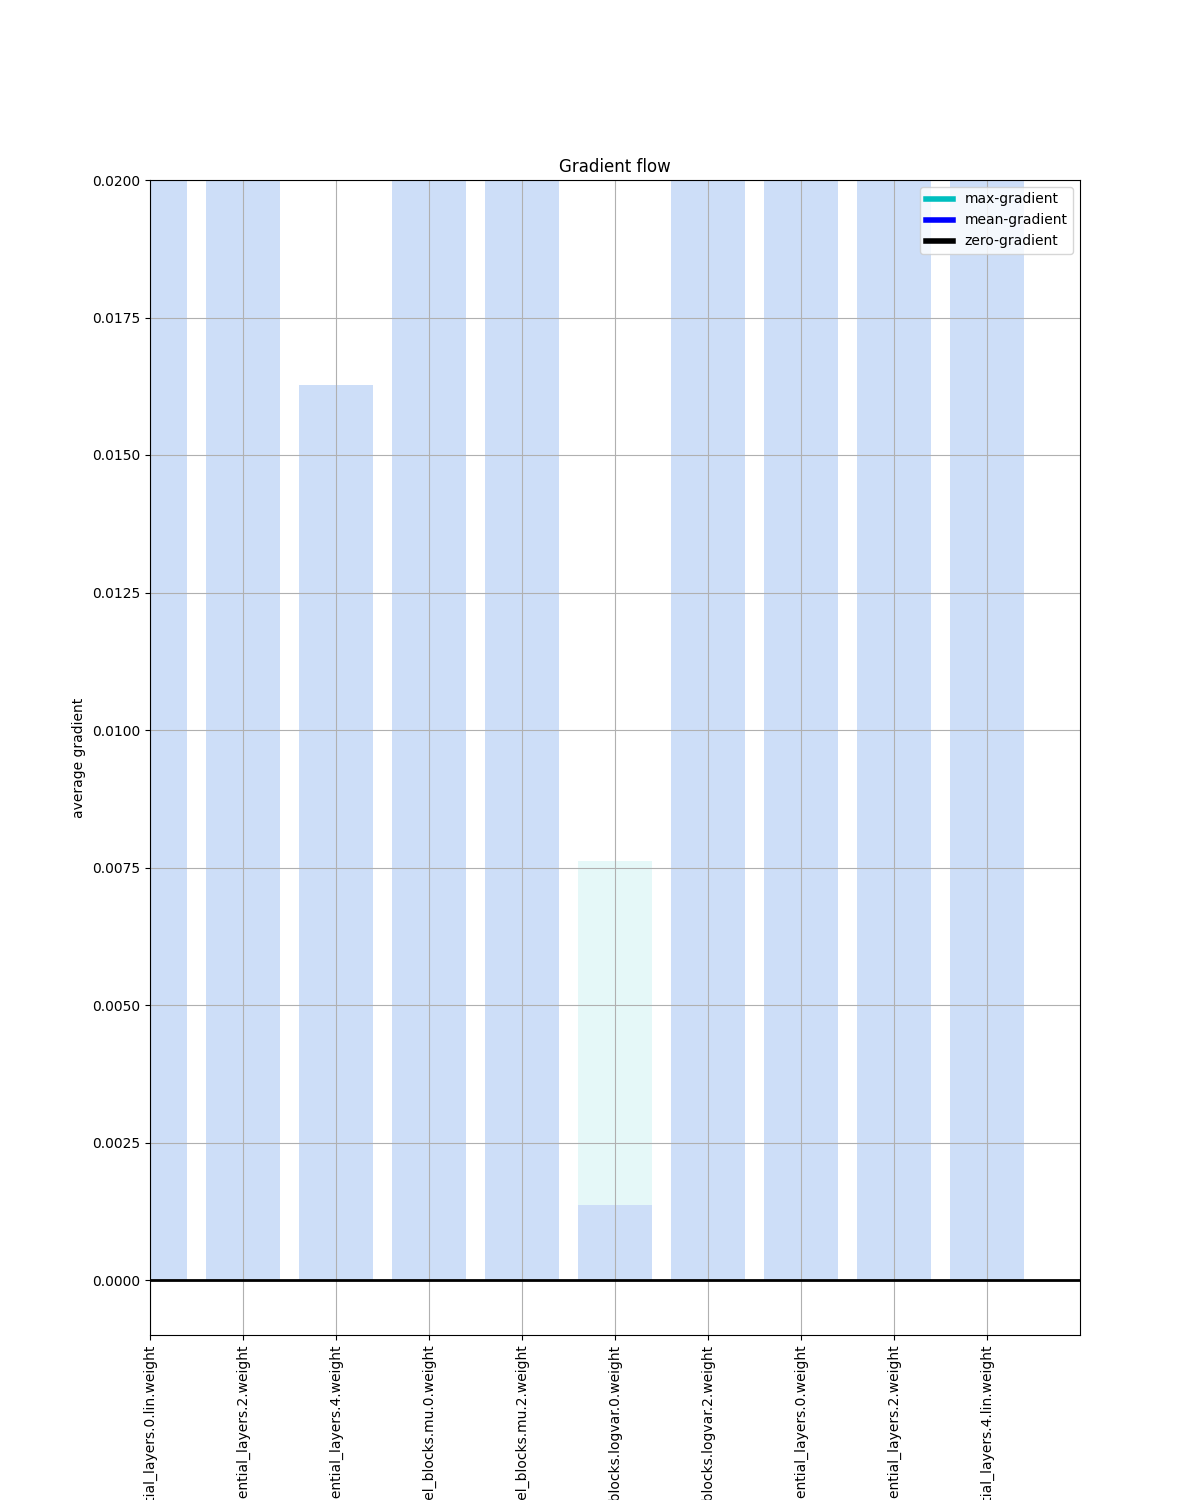 Gradient flow
max-gradient
mean-gradient
zero-gradient
0.0200
0.0175
0.0150
0.0125
0.0100
0.0075
0.0050
0.0025
0.0000
average gradient
tial_layers.0.lin.weight
ential_layers.2.weight
ential_layers.4.weight
el_blocks.mu.0.weight
el_blocks.mu.2.weight
blocks.logvar.0.weight
blocks.logvar.2.weight
ential_layers.0.weight
ential_layers.2.weight
tial_layers.4.lin.weight